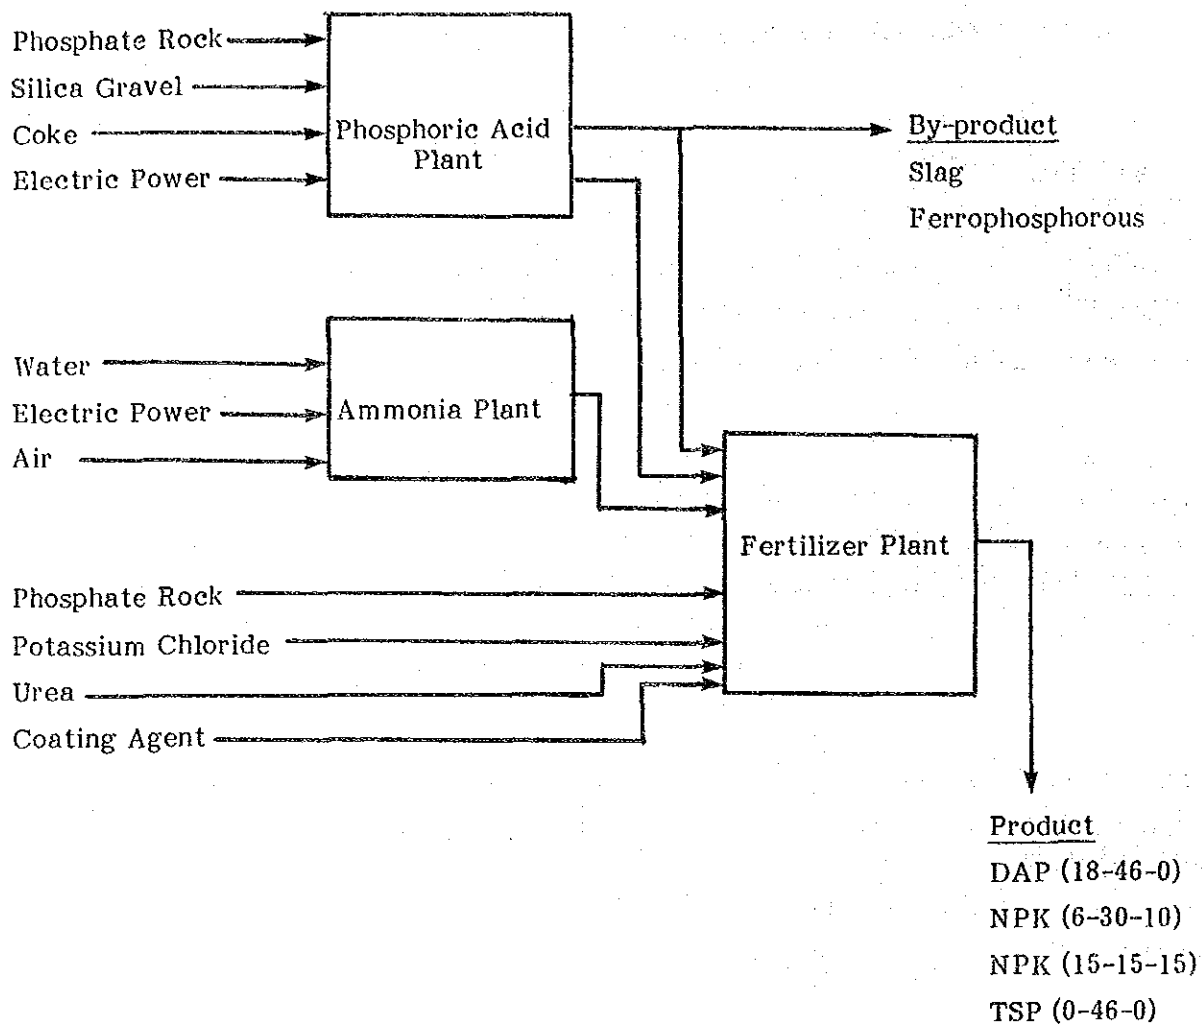 Phosphate Rock
Silica Gravel
Coke
Electric Power
Phosphoric Acid
Plant
By-product
Slag
Ferrophosphorous
Water
Electric Power
Air
Ammonia Plant
Fertilizer Plant
Phosphate Rock
Potassium Chloride
Urea
Coating Agent
Product
DAP (18-46-0)
NPK (6-30-10)
NPK (15-15-15)
TSP (0-46-0)